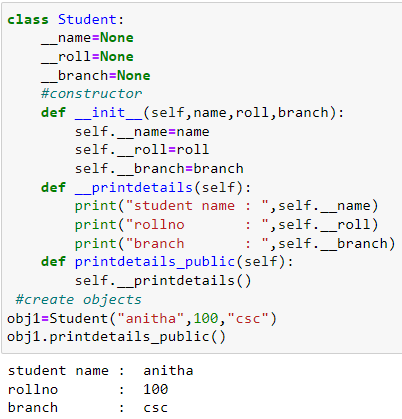 class Student:
    __name=None
    __roll=None
    __branch=None
    #constructor
    def __init__(self,name,roll,branch):
        self.__name=name
        self.__roll=roll
        self.__branch=branch
    def __printdetails(self):
        print("student name : ",self.__name)
        print("rollno       : ",self.__roll)
        print("branch       : ",self.__branch)
    def printdetails_public(self):
        self.__printdetails()
 #create objects
obj1=Student("anitha",100,"csc")
obj1.printdetails_public()
student name :  anitha
rollno       :  100
branch       :  csc